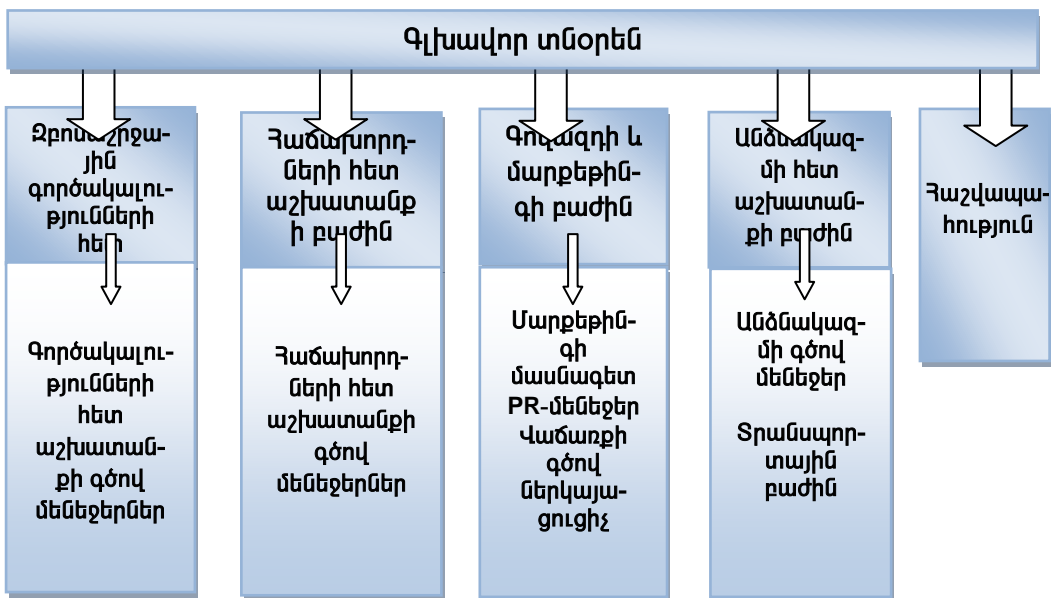 Գլխավոր տնօրեն
Զբոսաշրջա-
յին
գործակալու-
թյունների
հետ
Հաճախորդ-
ների հետ
աշխատանք
ի բաժին
Գովազդի և
մարքեթին-
գի բաժին
Անձնակազ-
մի հետ
աշխատան-
քի բաժին
Հաշվապա-
հություն
Գործակալու-
թյունների
հետ
աշխատան-
քի գծով
մենեջերներ
Հաճախորդ-
ների հետ
աշխատանքի
գծով
մենեջերներ
Մարքեթին-
գի
մասնագետ
PR-մենեջեր
Վաճառքի
գծով
ներկայա-
ցուցիչ
Անձնակազ-
մի գծով
մենեջեր
Տրանսպոր-
տային
բաժին